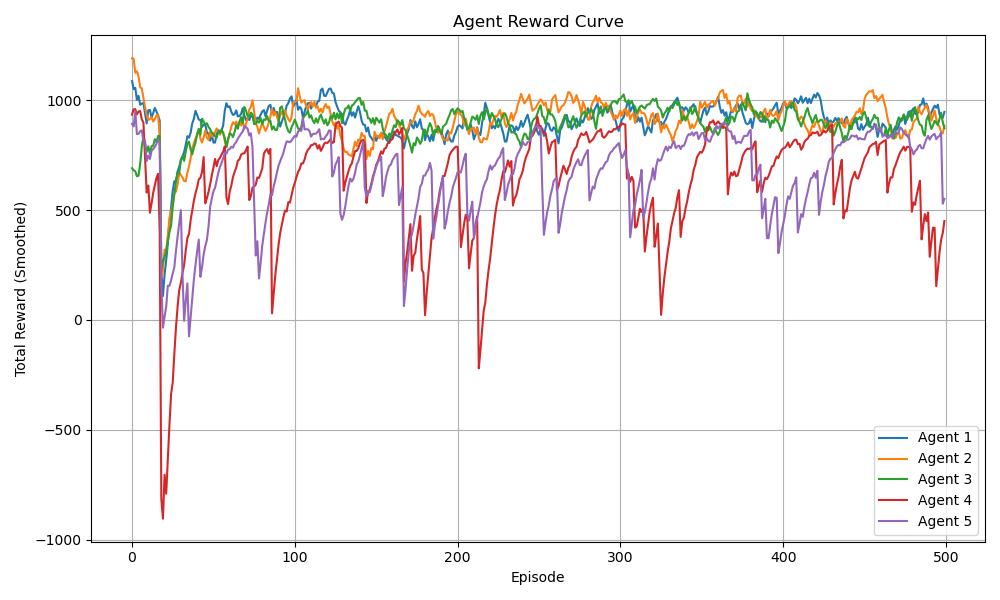 Agent Reward Curve
Total Reward (Smoothed)
1000
500
0
−500
−1000
0 100 200 300 400 500
Episode
Agent 1
Agent 2
Agent 3
Agent 4
Agent 5